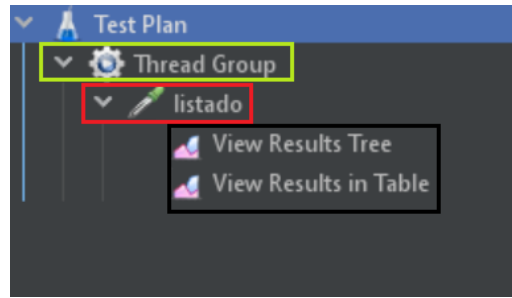 Test Plan
Thread Group
listado
View Results Tree
View Results in Table